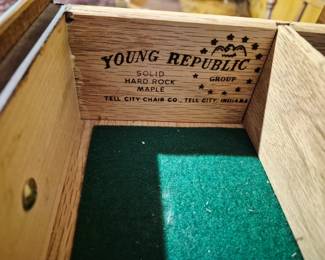 YOUNG REPUBLIC
GROUP
SOLID
HARD ROCK
MAPLE
TELL CITY CHAIR CO., TELL CITY, INDIANA